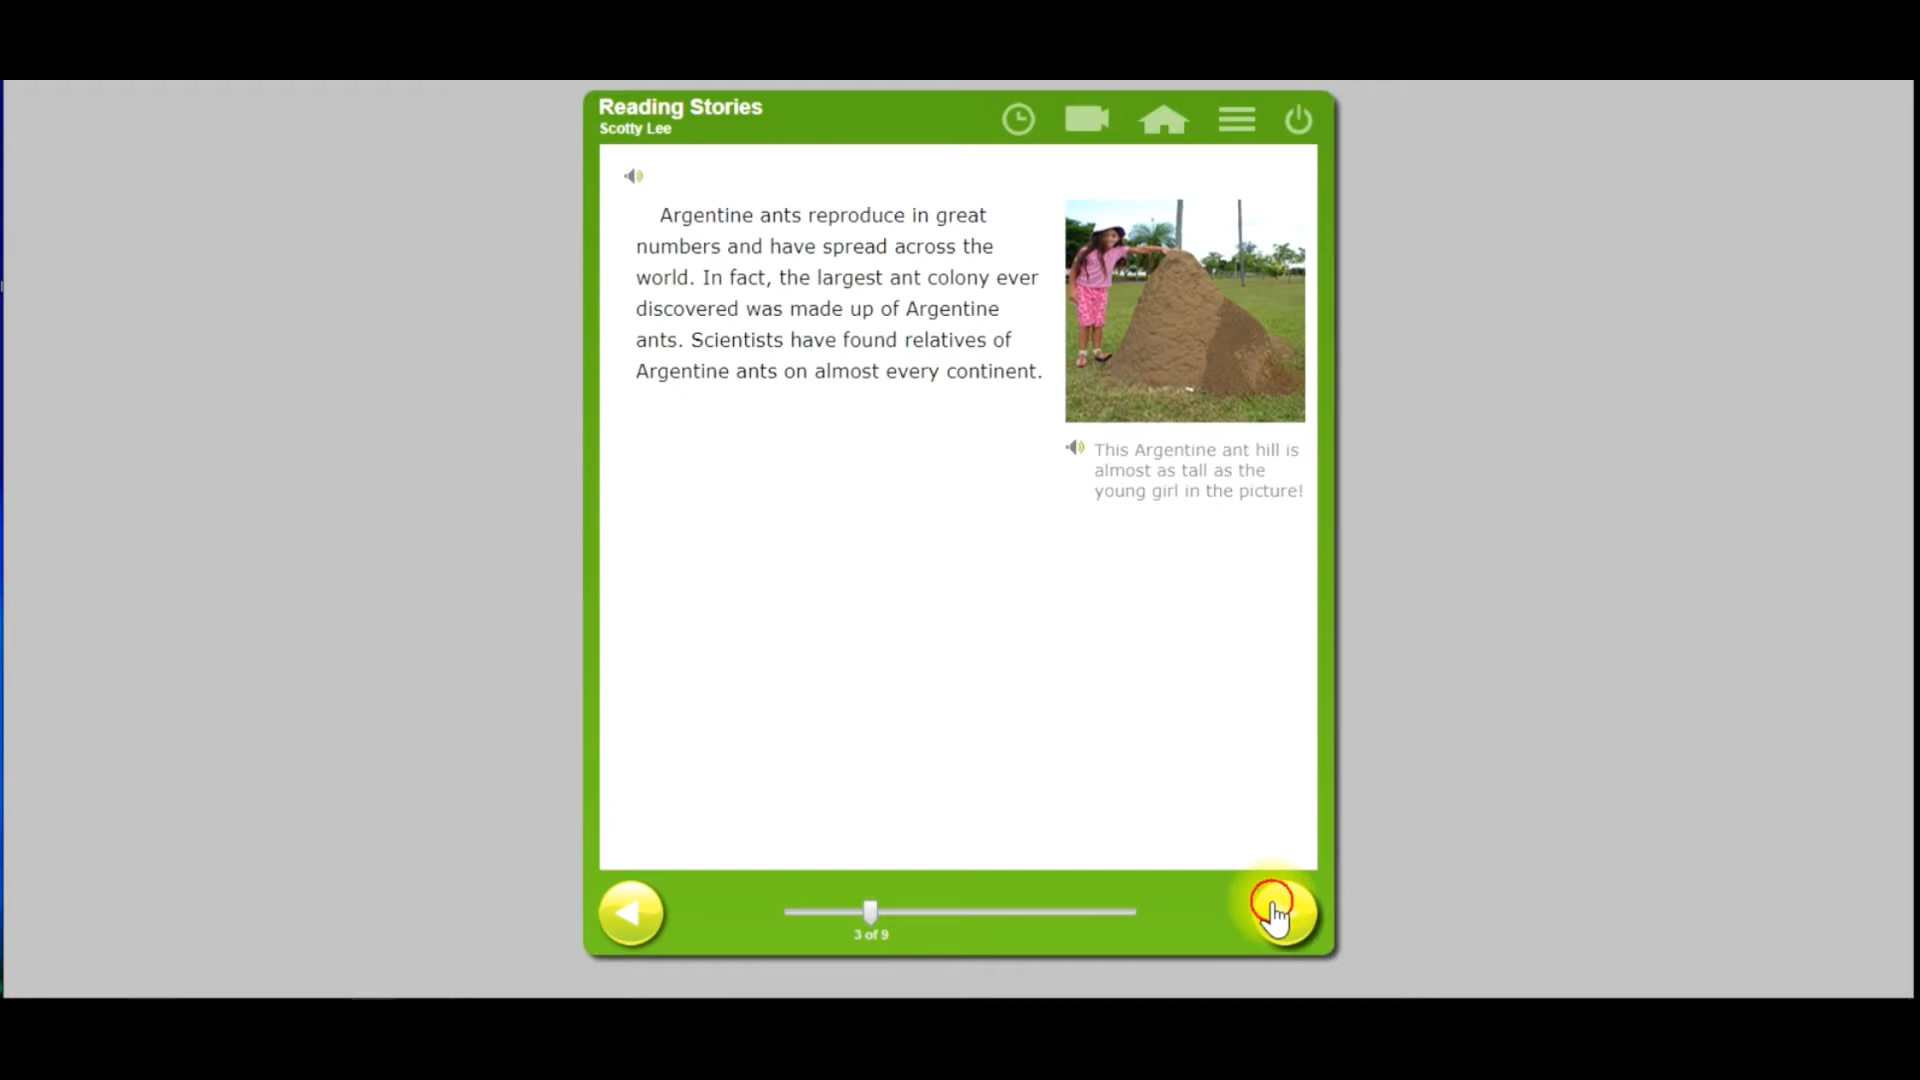 Reading Stories
Scotty Lee
Argentine ants reproduce in great
numbers and have spread across the
world. In fact, the largest ant colony ever
discovered was made up of Argentine
ants. Scientists have found relatives of
Argentine ants on almost every continent.
This Argentine ant hill is
almost as tall as the
young girl in the picture!
3 of 9